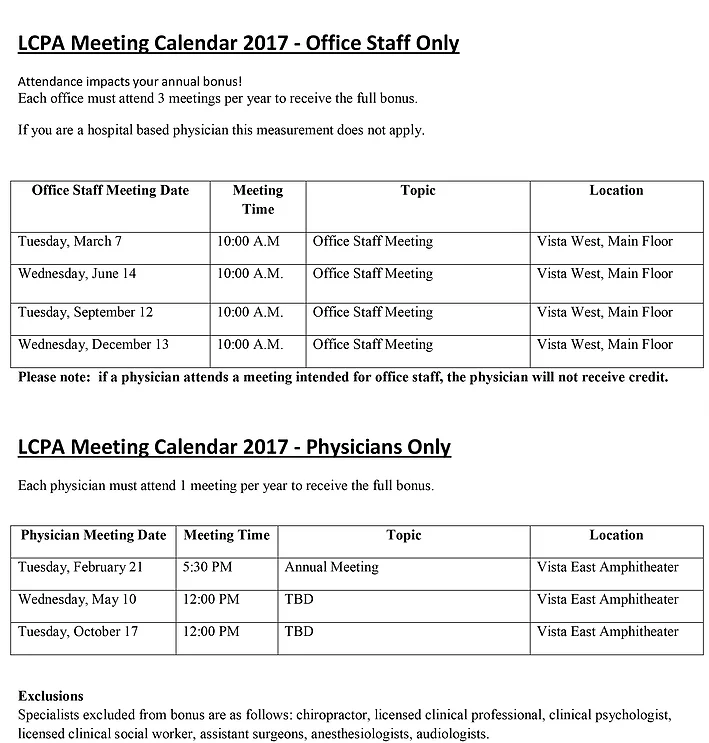 LCPA Meeting Calendar 2017 - Office Staff Only
Attendance impacts your annual bonus!
Each office must attend 3 meetings per year to receive the full bonus.
If you are a hospital based physician this measurement does not apply.
Office Staff Meeting Date Meeting Time Topic Location
Tuesday, March 7 10:00 A.M Office Staff Meeting Vista West, Main Floor
Wednesday, June 14 10:00 A.M. Office Staff Meeting Vista West, Main Floor
Tuesday, September 12 10:00 A.M. Office Staff Meeting Vista West, Main Floor
Wednesday, December 13 10:00 A.M. Office Staff Meeting Vista West, Main Floor
Please note:  if a physician attends a meeting intended for office staff, the physician will not receive credit.
LCPA Meeting Calendar 2017 - Physicians Only
Each physician must attend 1 meeting per year to receive the full bonus.
Physician Meeting Date Meeting Time Topic Location
Tuesday, February 21 5:30 PM Annual Meeting Vista East Amphitheater
Wednesday, May 10 12:00 PM TBD Vista East Amphitheater
Tuesday, October 17 12:00 PM TBD Vista East Amphitheater
Exclusions
Specialists excluded from bonus are as follows: chiropractor, licensed clinical professional, clinical psychologist,
licensed clinical social worker, assistant surgeons, anesthesiologists, audiologists.